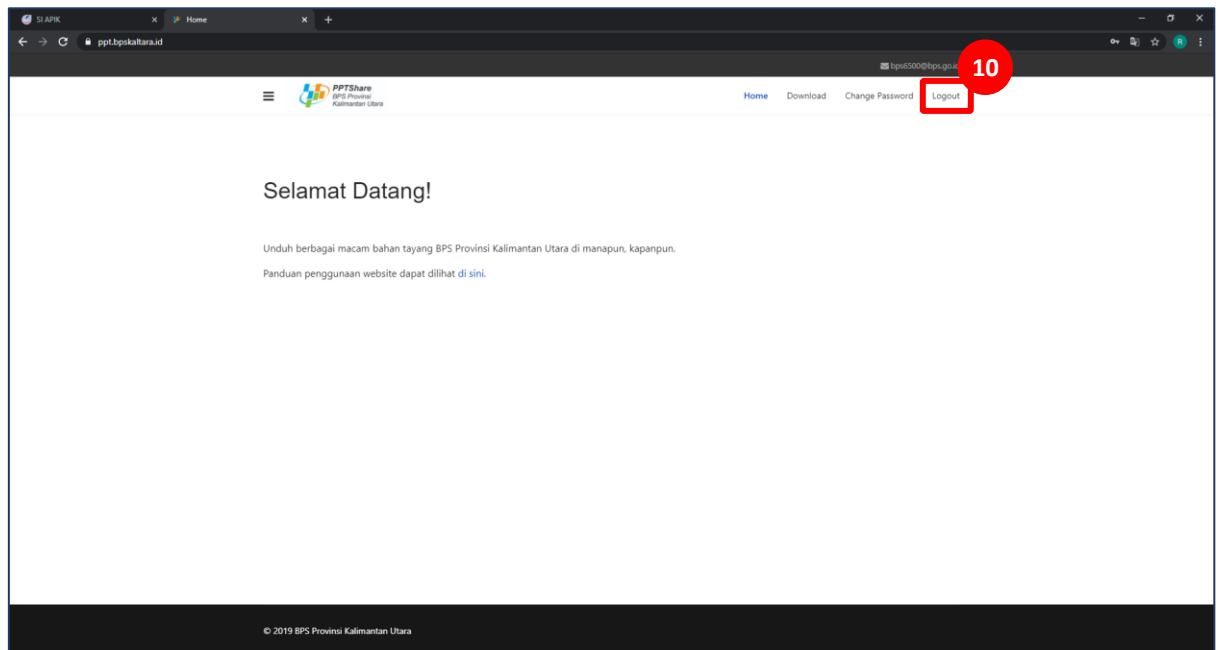 SI APIK
Home
ppt.bpskaltara.id
R
bps6500@bps.go.id
10
PPTShare
BPS Provinsi
Kalimantan Utara
Home Download Change Password Logout
Selamat Datang!
Unduh berbagai macam bahan tayang BPS Provinsi Kalimantan Utara di manapun, kapanpun.
Panduan penggunaan website dapat dilihat di sini.
© 2019 BPS Provinsi Kalimantan Utara